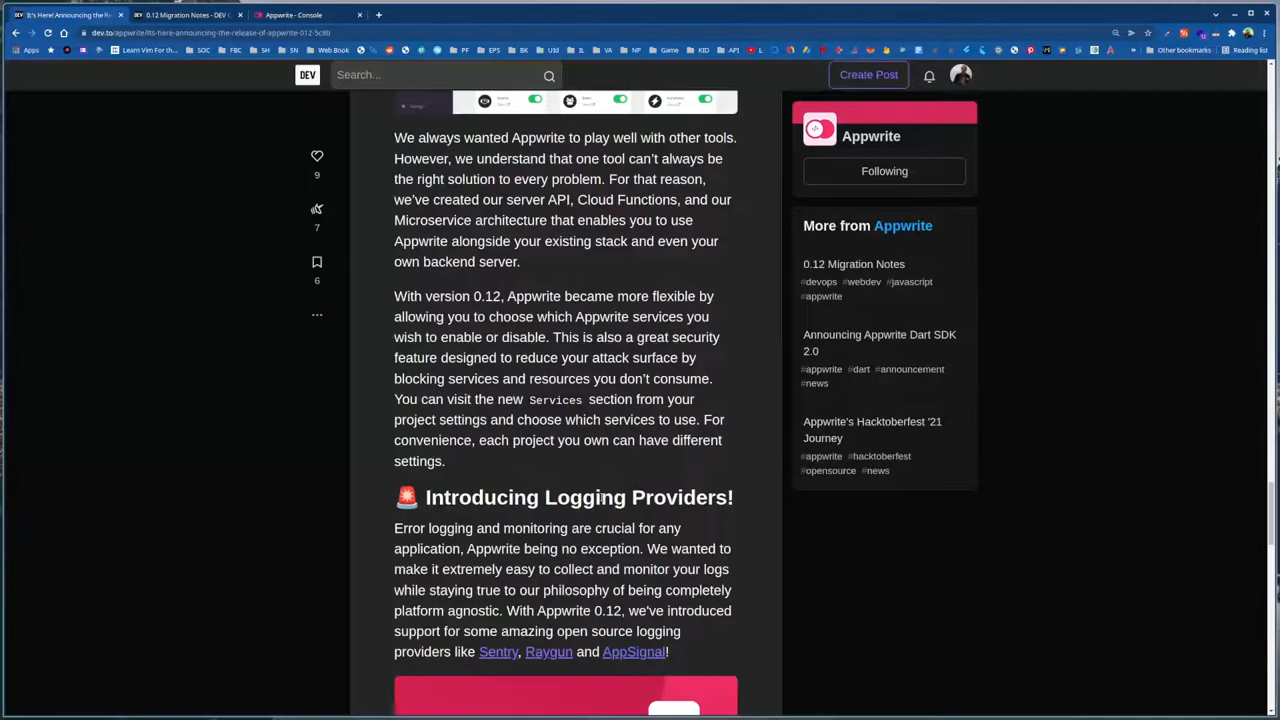 It's Here! Announcing the Re
0.12 Migration Notes - DEV C
Appwrite - Console
dev.to/appwrite/its-here-announcing-the-release-of-appwrite-012-5c8b
Apps
Learn Vim For th...
SOC
FBC
SH
SN
Web Book
PF
EPS
BK
UId
IL
VA
NP
Game
KID
API
Other bookmarks
Reading list
DEV
Search...
Create Post
We always wanted Appwrite to play well with other tools.
However, we understand that one tool can't always be
the right solution to every problem. For that reason,
we've created our server API, Cloud Functions, and our
Microservice architecture that enables you to use
Appwrite alongside your existing stack and even your
own backend server.
With version 0.12, Appwrite became more flexible by
allowing you to choose which Appwrite services you
wish to enable or disable. This is also a great security
feature designed to reduce your attack surface by
blocking services and resources you don't consume.
You can visit the new Services section from your
project settings and choose which services to use. For
convenience, each project you own can have different
settings.
🚨 Introducing Logging Providers!
Error logging and monitoring are crucial for any
application, Appwrite being no exception. We wanted to
make it extremely easy to collect and monitor your logs
while staying true to our philosophy of being completely
platform agnostic. With Appwrite 0.12, we've introduced
support for some amazing open source logging
providers like Sentry, Raygun and AppSignal!
9
7
6
Appwrite
Following
More from Appwrite
0.12 Migration Notes
#devops #webdev #javascript
#appwrite
Announcing Appwrite Dart SDK
2.0
#appwrite #dart #announcement
#news
Appwrite's Hacktoberfest '21
Journey
#appwrite #hacktoberfest
#opensource #news